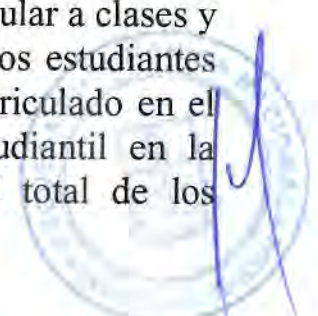 ular a clases y
os estudiantes
riculado en el
udiantil en la
total de los